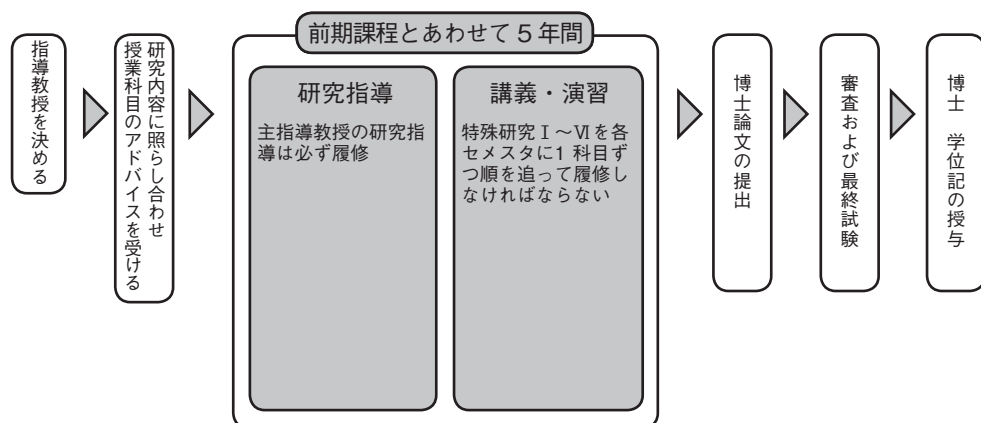 指導教授を決める
研究内容に照らし合わせ
授業科目のアドバイスを受ける
前期課程とあわせて 5 年間
研究指導
主指導教授の研究指
導は必ず履修
講義・演習
特殊研究Ⅰ～Ⅵを各
セメスタに1 科目ず
つ順を追って履修し
なければならない
博士論文の提出
審査および最終試験
博士 学位記の授与